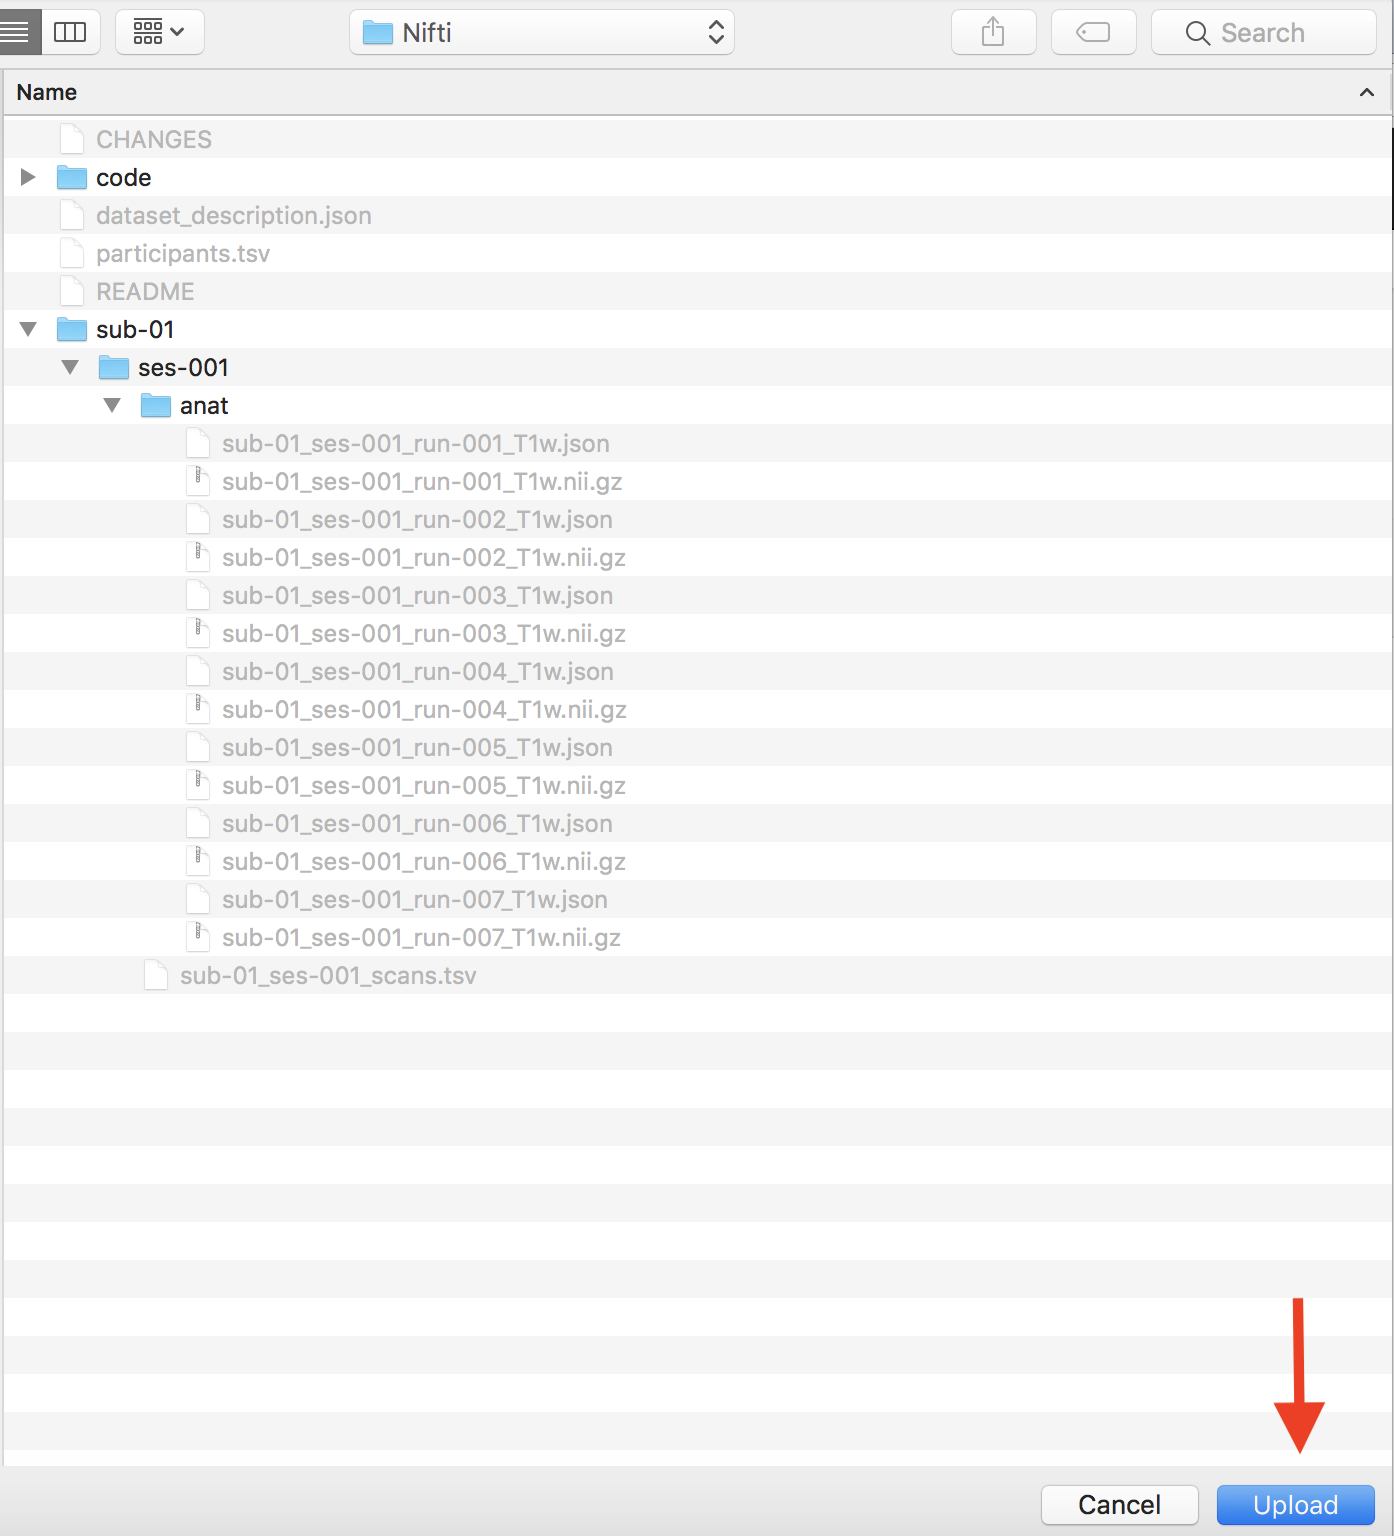 Nifti
Search
Name
CHANGES
code
dataset_description.json
participants.tsv
README
sub-01
ses-001
anat
sub-01_ses-001_run-001_T1w.json
sub-01_ses-001_run-001_T1w.nii.gz
sub-01_ses-001_run-002_T1w.json
sub-01_ses-001_run-002_T1w.nii.gz
sub-01_ses-001_run-003_T1w.json
sub-01_ses-001_run-003_T1w.nii.gz
sub-01_ses-001_run-004_T1w.json
sub-01_ses-001_run-004_T1w.nii.gz
sub-01_ses-001_run-005_T1w.json
sub-01_ses-001_run-005_T1w.nii.gz
sub-01_ses-001_run-006_T1w.json
sub-01_ses-001_run-006_T1w.nii.gz
sub-01_ses-001_run-007_T1w.json
sub-01_ses-001_run-007_T1w.nii.gz
sub-01_ses-001_scans.tsv
Cancel
Upload